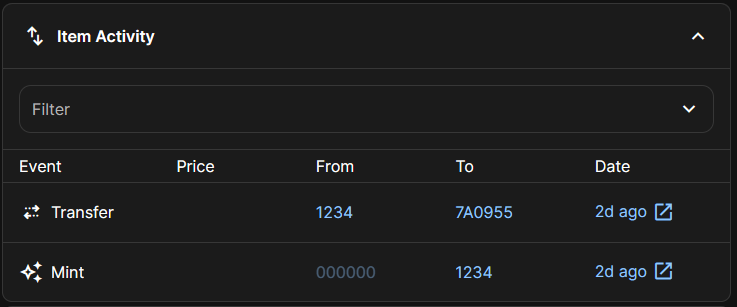 Item Activity
Filter
Event Price From To Date
Transfer 1234 7A0955 2d ago
Mint 000000 1234 2d ago